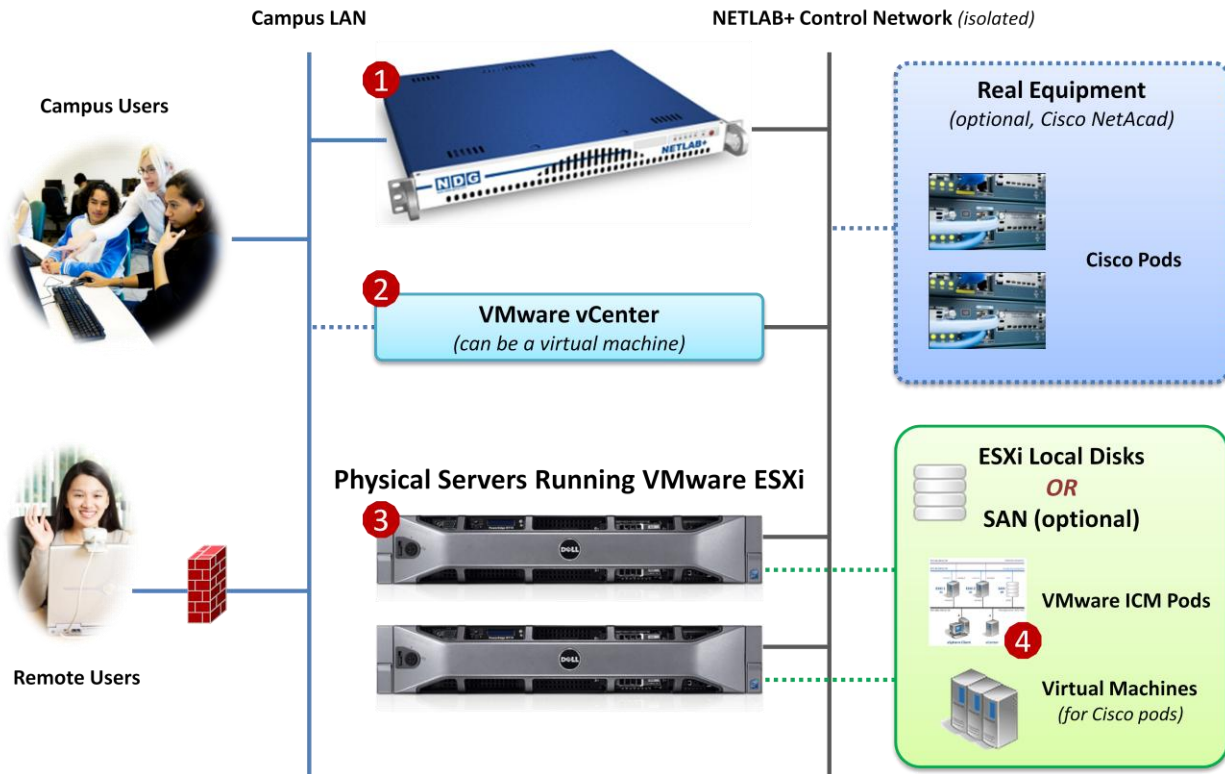 Campus LAN
NETLAB+ Control Network (isolated)
1
NETLAB+
NDG
Campus Users
Real Equipment
(optional, Cisco NetAcad)
Cisco Pods
2
VMware vCenter
(can be a virtual machine)
Physical Servers Running VMware ESXi
3
DELL
DELL
Remote Users
ESXi Local Disks
OR
SAN (optional)
VMware ICM Pods
4
Virtual Machines
(for Cisco pods)